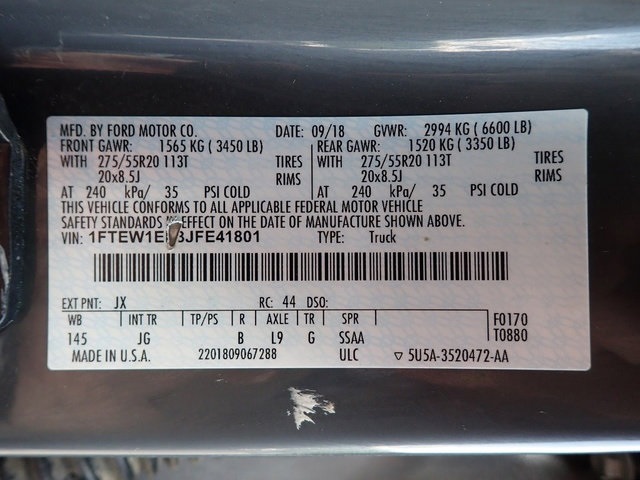 MFD. BY FORD MOTOR CO. DATE: 09/18 GVWR: 2994 KG ( 6600 LB)
FRONT GAWR: 1565 KG ( 3450 LB) REAR GAWR: 1520 KG ( 3350 LB)
WITH 275/55R20 113T TIRES WITH 275/55R20 113T TIRES
20x8.5J RIMS 20x8.5J RIMS
AT 240 kPa/ 35 PSI COLD AT 240 kPa/ 35 PSI COLD
THIS VEHICLE CONFORMS TO ALL APPLICABLE FEDERAL MOTOR VEHICLE
SAFETY STANDARDS EFFECT ON THE DATE OF MANUFACTURE SHOWN ABOVE.
VIN: TYPE: Truck
EXT PNT: JX RC: 44 DSO:
WB INT TR TP/PS R AXLE TR SPR F0170
145 JG B L9 G SSAA T0880
MADE IN U.S.A. 2201809067288 ULC ▽ 5U5A-3520472-AA